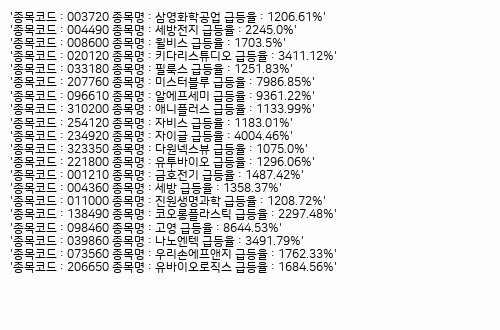 '종목코드 : 003720 종목명 : 삼영화학공업 급등율 : 1206.61%'
'종목코드 : 004490 종목명 : 세방전지 급등율 : 2245.0%'
'종목코드 : 008600 종목명 : 윌비스 급등율 : 1703.5%'
'종목코드 : 020120 종목명 : 키다리스튜디오 급등율 : 3411.12%'
'종목코드 : 033180 종목명 : 필룩스 급등율 : 1251.83%'
'종목코드 : 207760 종목명 : 미스터블루 급등율 : 7986.85%'
'종목코드 : 096610 종목명 : 알에프세미 급등율 : 9361.22%'
'종목코드 : 310200 종목명 : 애니플러스 급등율 : 1133.99%'
'종목코드 : 254120 종목명 : 자비스 급등율 : 1183.01%'
'종목코드 : 234920 종목명 : 자이글 급등율 : 4004.46%'
'종목코드 : 323350 종목명 : 다원넥스뷰 급등율 : 1075.0%'
'종목코드 : 221800 종목명 : 유투바이오 급등율 : 1296.06%'
'종목코드 : 001210 종목명 : 금호전기 급등율 : 1487.42%'
'종목코드 : 004360 종목명 : 세방 급등율 : 1358.37%'
'종목코드 : 011000 종목명 : 진원생명과학 급등율 : 1208.72%'
'종목코드 : 138490 종목명 : 코오롱플라스틱 급등율 : 2297.48%'
'종목코드 : 098460 종목명 : 고영 급등율 : 8644.53%'
'종목코드 : 039860 종목명 : 나노엔텍 급등율 : 3491.79%'
'종목코드 : 073560 종목명 : 우리손에프앤지 급등율 : 1762.33%'
'종목코드 : 206650 종목명 : 유바이오로직스 급등율 : 1684.56%'